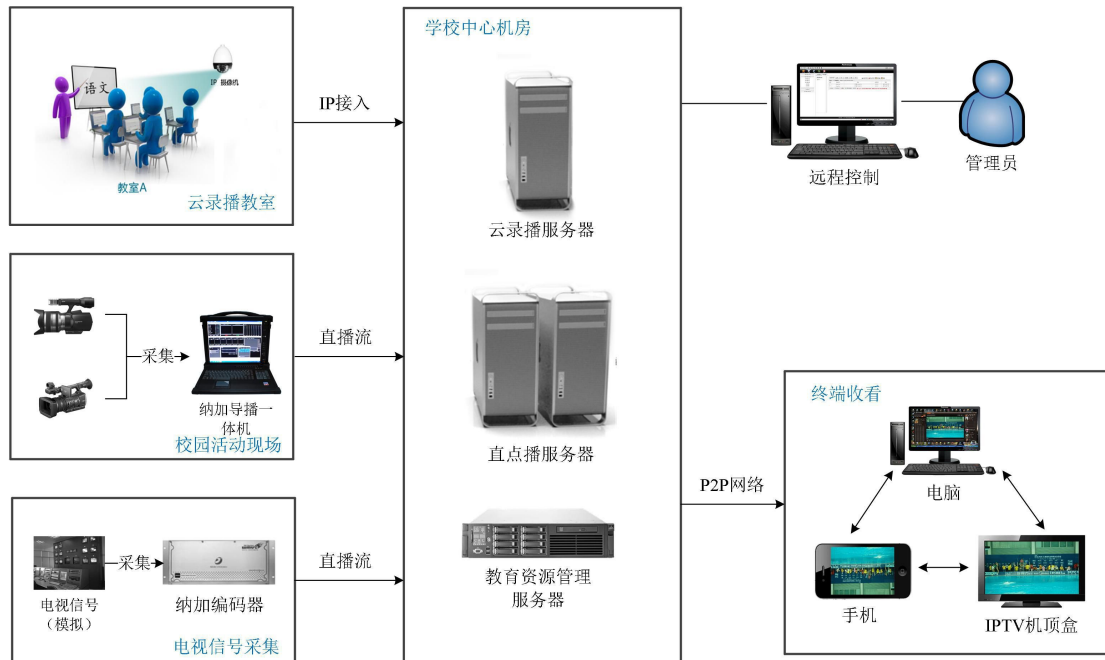 语文
IP 摄像机
教室A
云录播教室
IP接入
采集
纳加导播一
体机
校园活动现场
直播流
电视信号
（模拟）
采集
纳加编码器
电视信号采集
直播流
学校中心机房
云录播服务器
直点播服务器
教育资源管理
服务器
远程控制
管理员
P2P网络
终端收看
电脑
手机
IPTV机顶盒